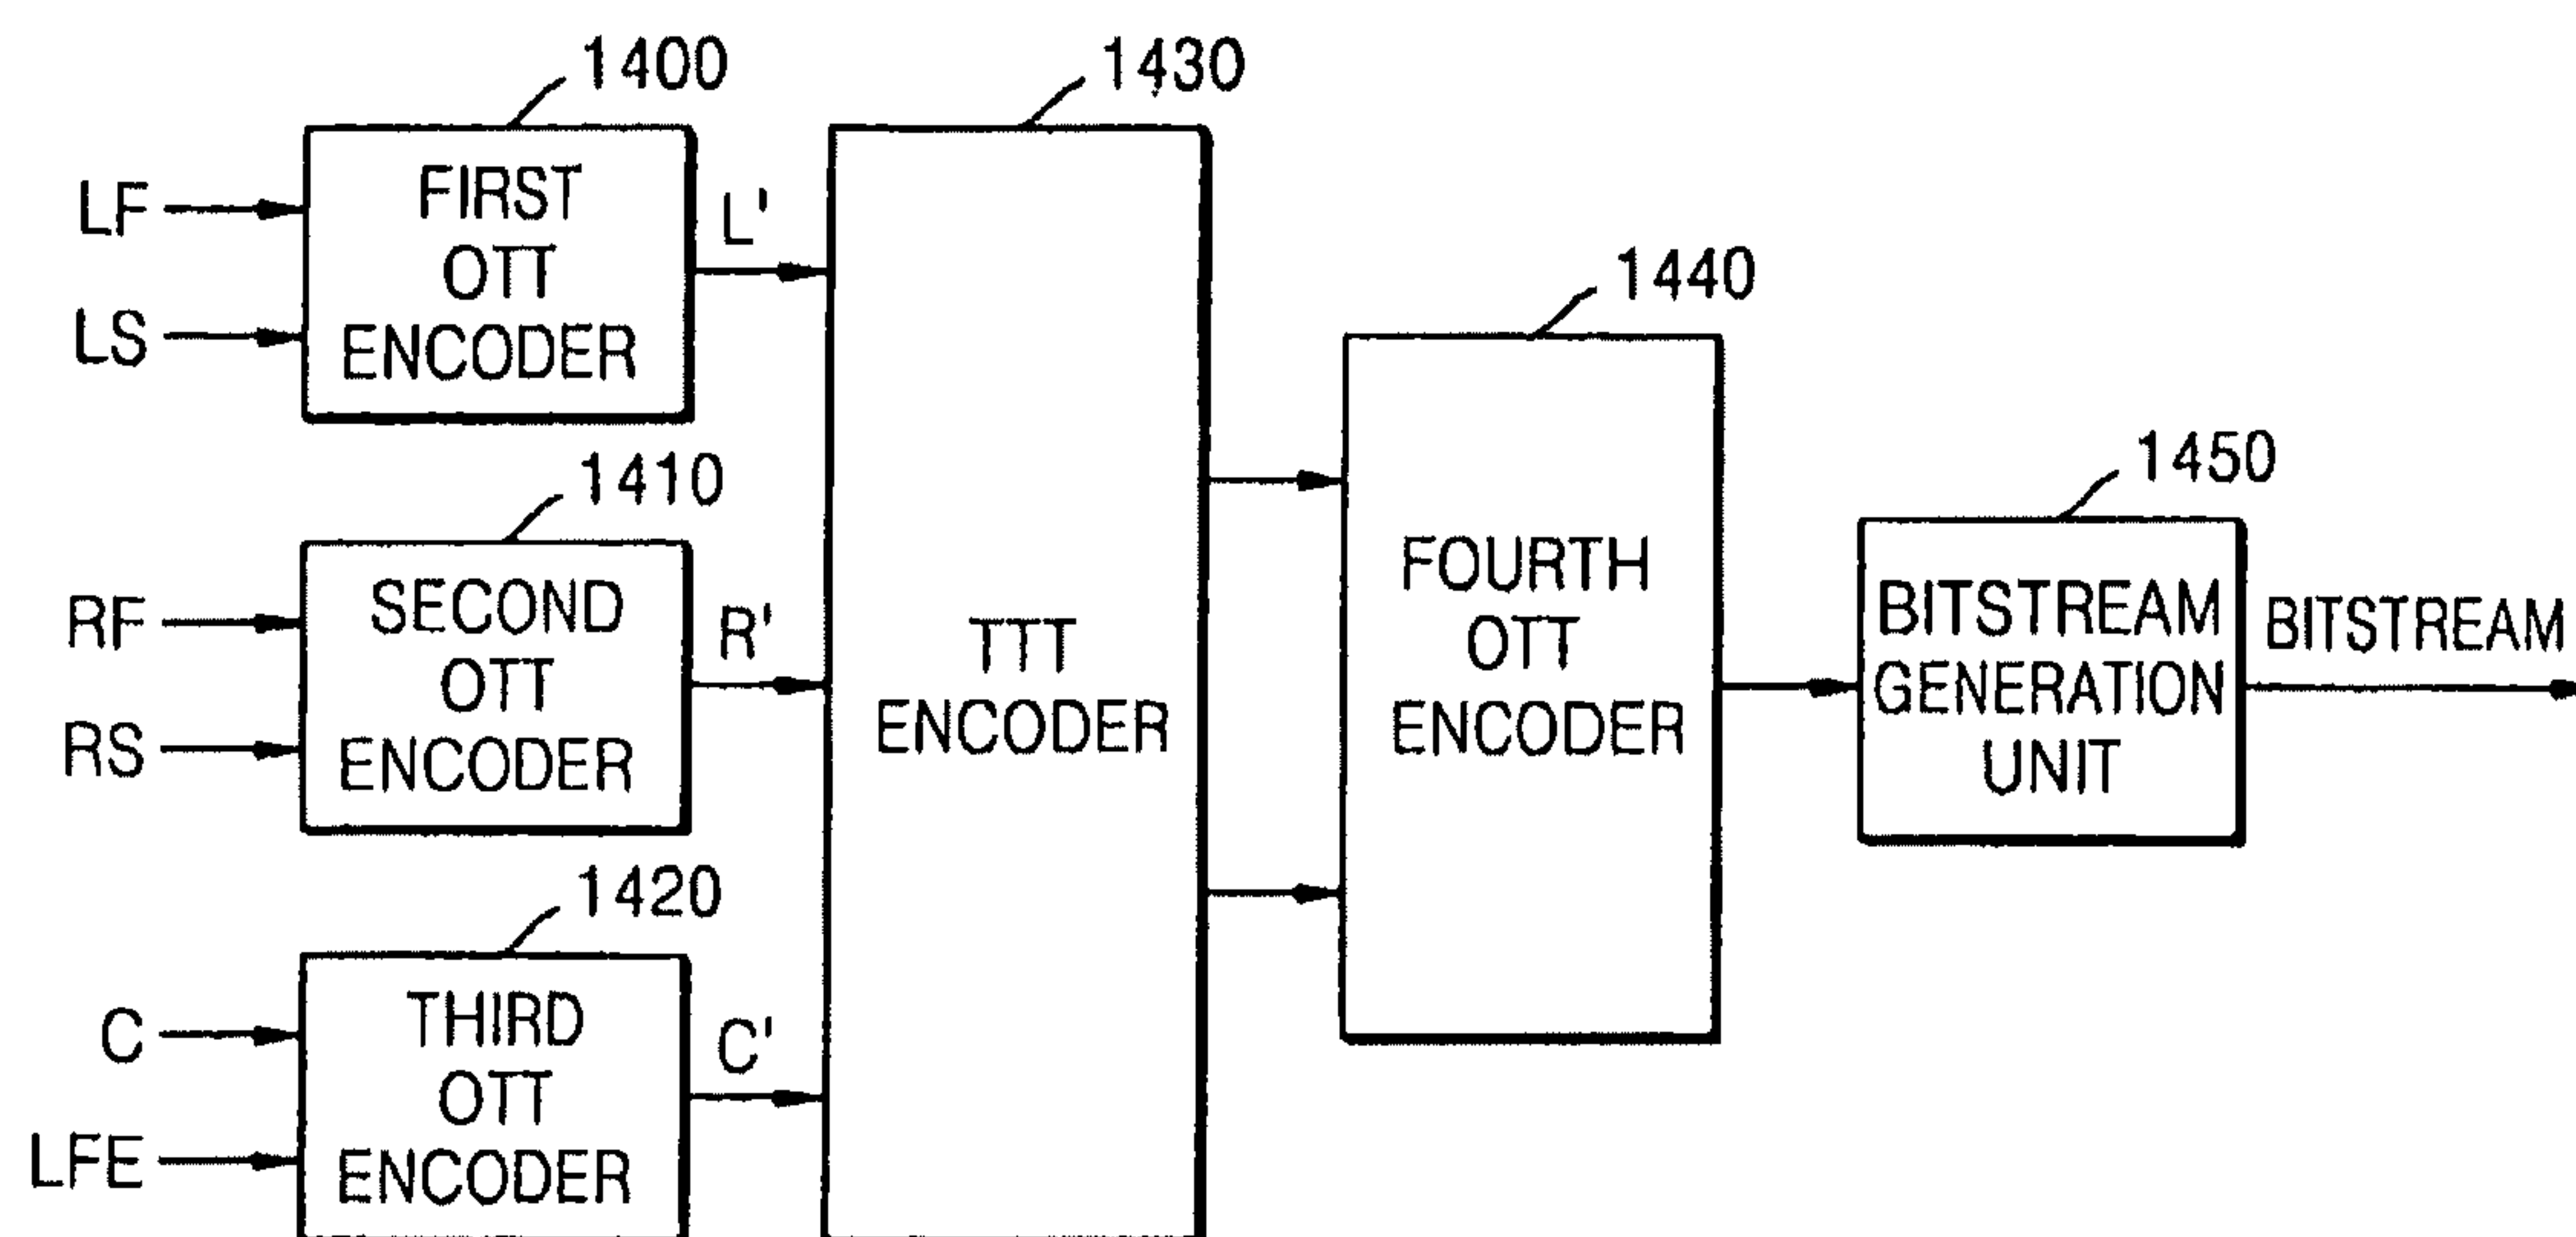 1400
1430
LF
LS
FIRST
OTT
ENCODER
L'
1440
1410
1450
RF
RS
SECOND
OTT
ENCODER
R'
TTT
ENCODER
FOURTH
OTT
ENCODER
BITSTREAM
GENERATION
UNIT
BITSTREAM
1420
C
LFE
THIRD
OTT
ENCODER
C'